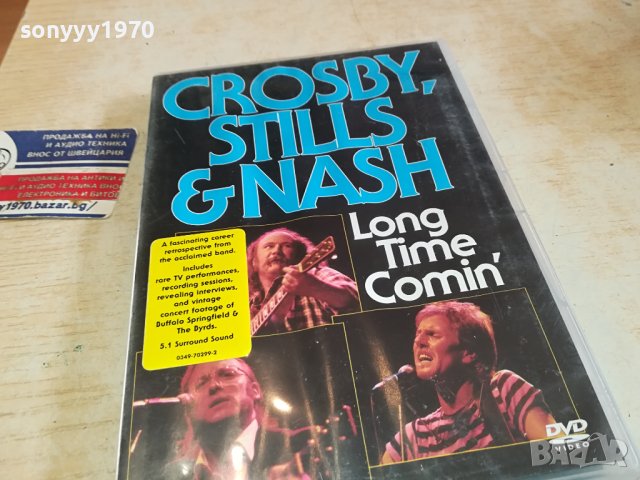 sonyyy1970
ПРОДАЖБА НА HI-FI
И АУДИО ТЕХНИКА
ВНОС ОТ ШВЕЙЦАРИЯ
ПРОДАЖБА НА АНТИКИ
И АУДИО ТЕХНИКА ВНОС
ЕЛЕКТРОНИКА И БИТОВ
y1970.bazar.bg/
CROSBY,
STILLS
& NASH
Long
Time
Comin'
A fascinating career
retrospective from
the acclaimed band.
Includes
rare TV performances,
recording sessions,
revealing interviews,
and vintage
concert footage of
Buffalo Springfield &
The Byrds.
5.1 Surround Sound
0349-70399-2
DVD
VIDEO
BAZAR